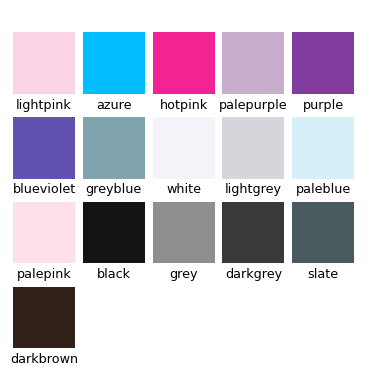 lightpink azure hotpink palepurple purple
blueviolet greyblue white lightgrey paleblue
palepink black grey darkgrey slate
darkbrown